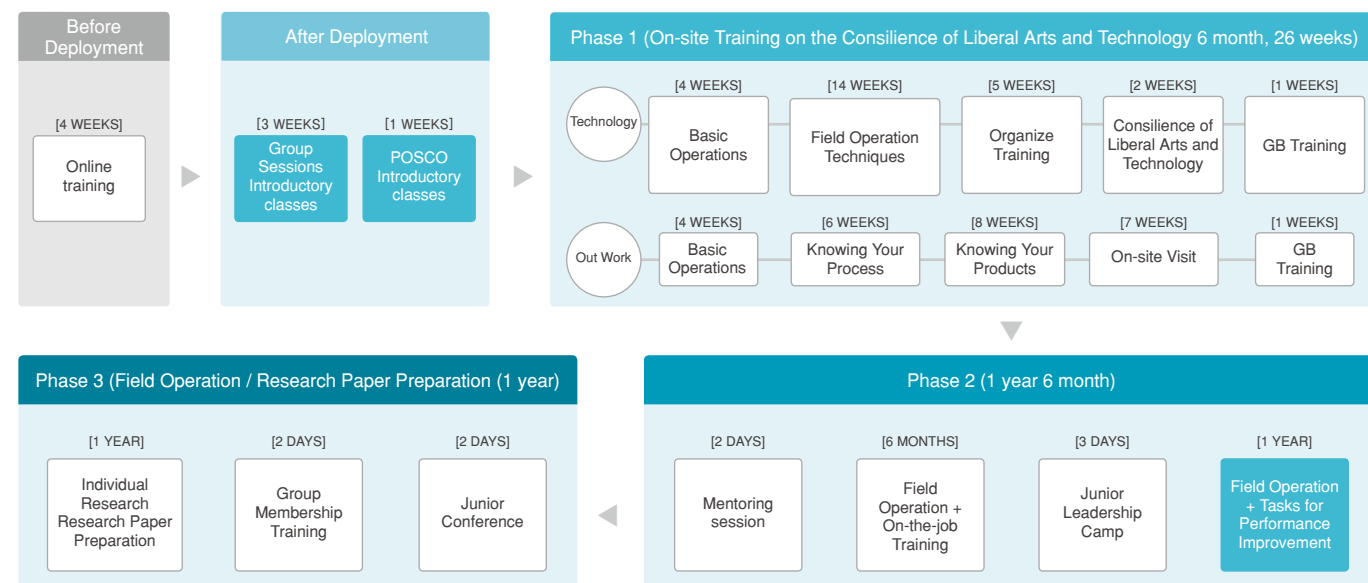 Before
Deployment
[4 WEEKS]
Online
training
After Deployment
[3 WEEKS]
Group
Sessions
Introductory
classes
[1 WEEKS]
POSCO
Introductory
classes
Phase 1 (On-site Training on the Consilience of Liberal Arts and Technology 6 month, 26 weeks)
Technology
[4 WEEKS]
Basic
Operations
[14 WEEKS]
Field Operation
Techniques
[5 WEEKS]
Organize
Training
[2 WEEKS]
Consilience of
Liberal Arts and
Technology
[1 WEEKS]
GB Training
Out Work
[4 WEEKS]
Basic
Operations
[6 WEEKS]
Knowing Your
Process
[8 WEEKS]
Knowing Your
Products
[7 WEEKS]
On-site Visit
[1 WEEKS]
GB
Training
Phase 3 (Field Operation / Research Paper Preparation (1 year)
[1 YEAR]
Individual
Research
Research Paper
Preparation
[2 DAYS]
Group
Membership
Training
[2 DAYS]
Junior
Conference
Phase 2 (1 year 6 month)
[2 DAYS]
Mentoring
session
[6 MONTHS]
Field
Operation +
On-the-job
Training
[3 DAYS]
Junior
Leadership
Camp
[1 YEAR]
Field Operation
+ Tasks for
Performance
Improvement